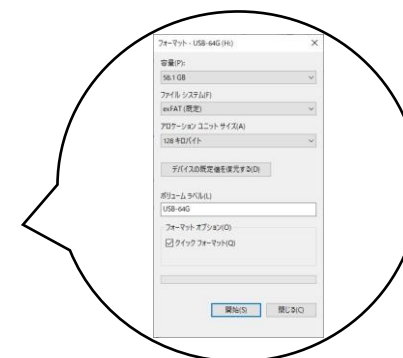 フォーマット - USB-64G (H:)
容量(P):
58.1 GB
ファイル システム(F)
exFAT (既定)
アロケーション ユニット サイズ(A)
128 キロバイト
デバイスの既定値を復元する(D)
ボリューム ラベル(L)
USB-64G
フォーマット オプション(O)
クイック フォーマット(Q)
開始(S)
閉じる(C)